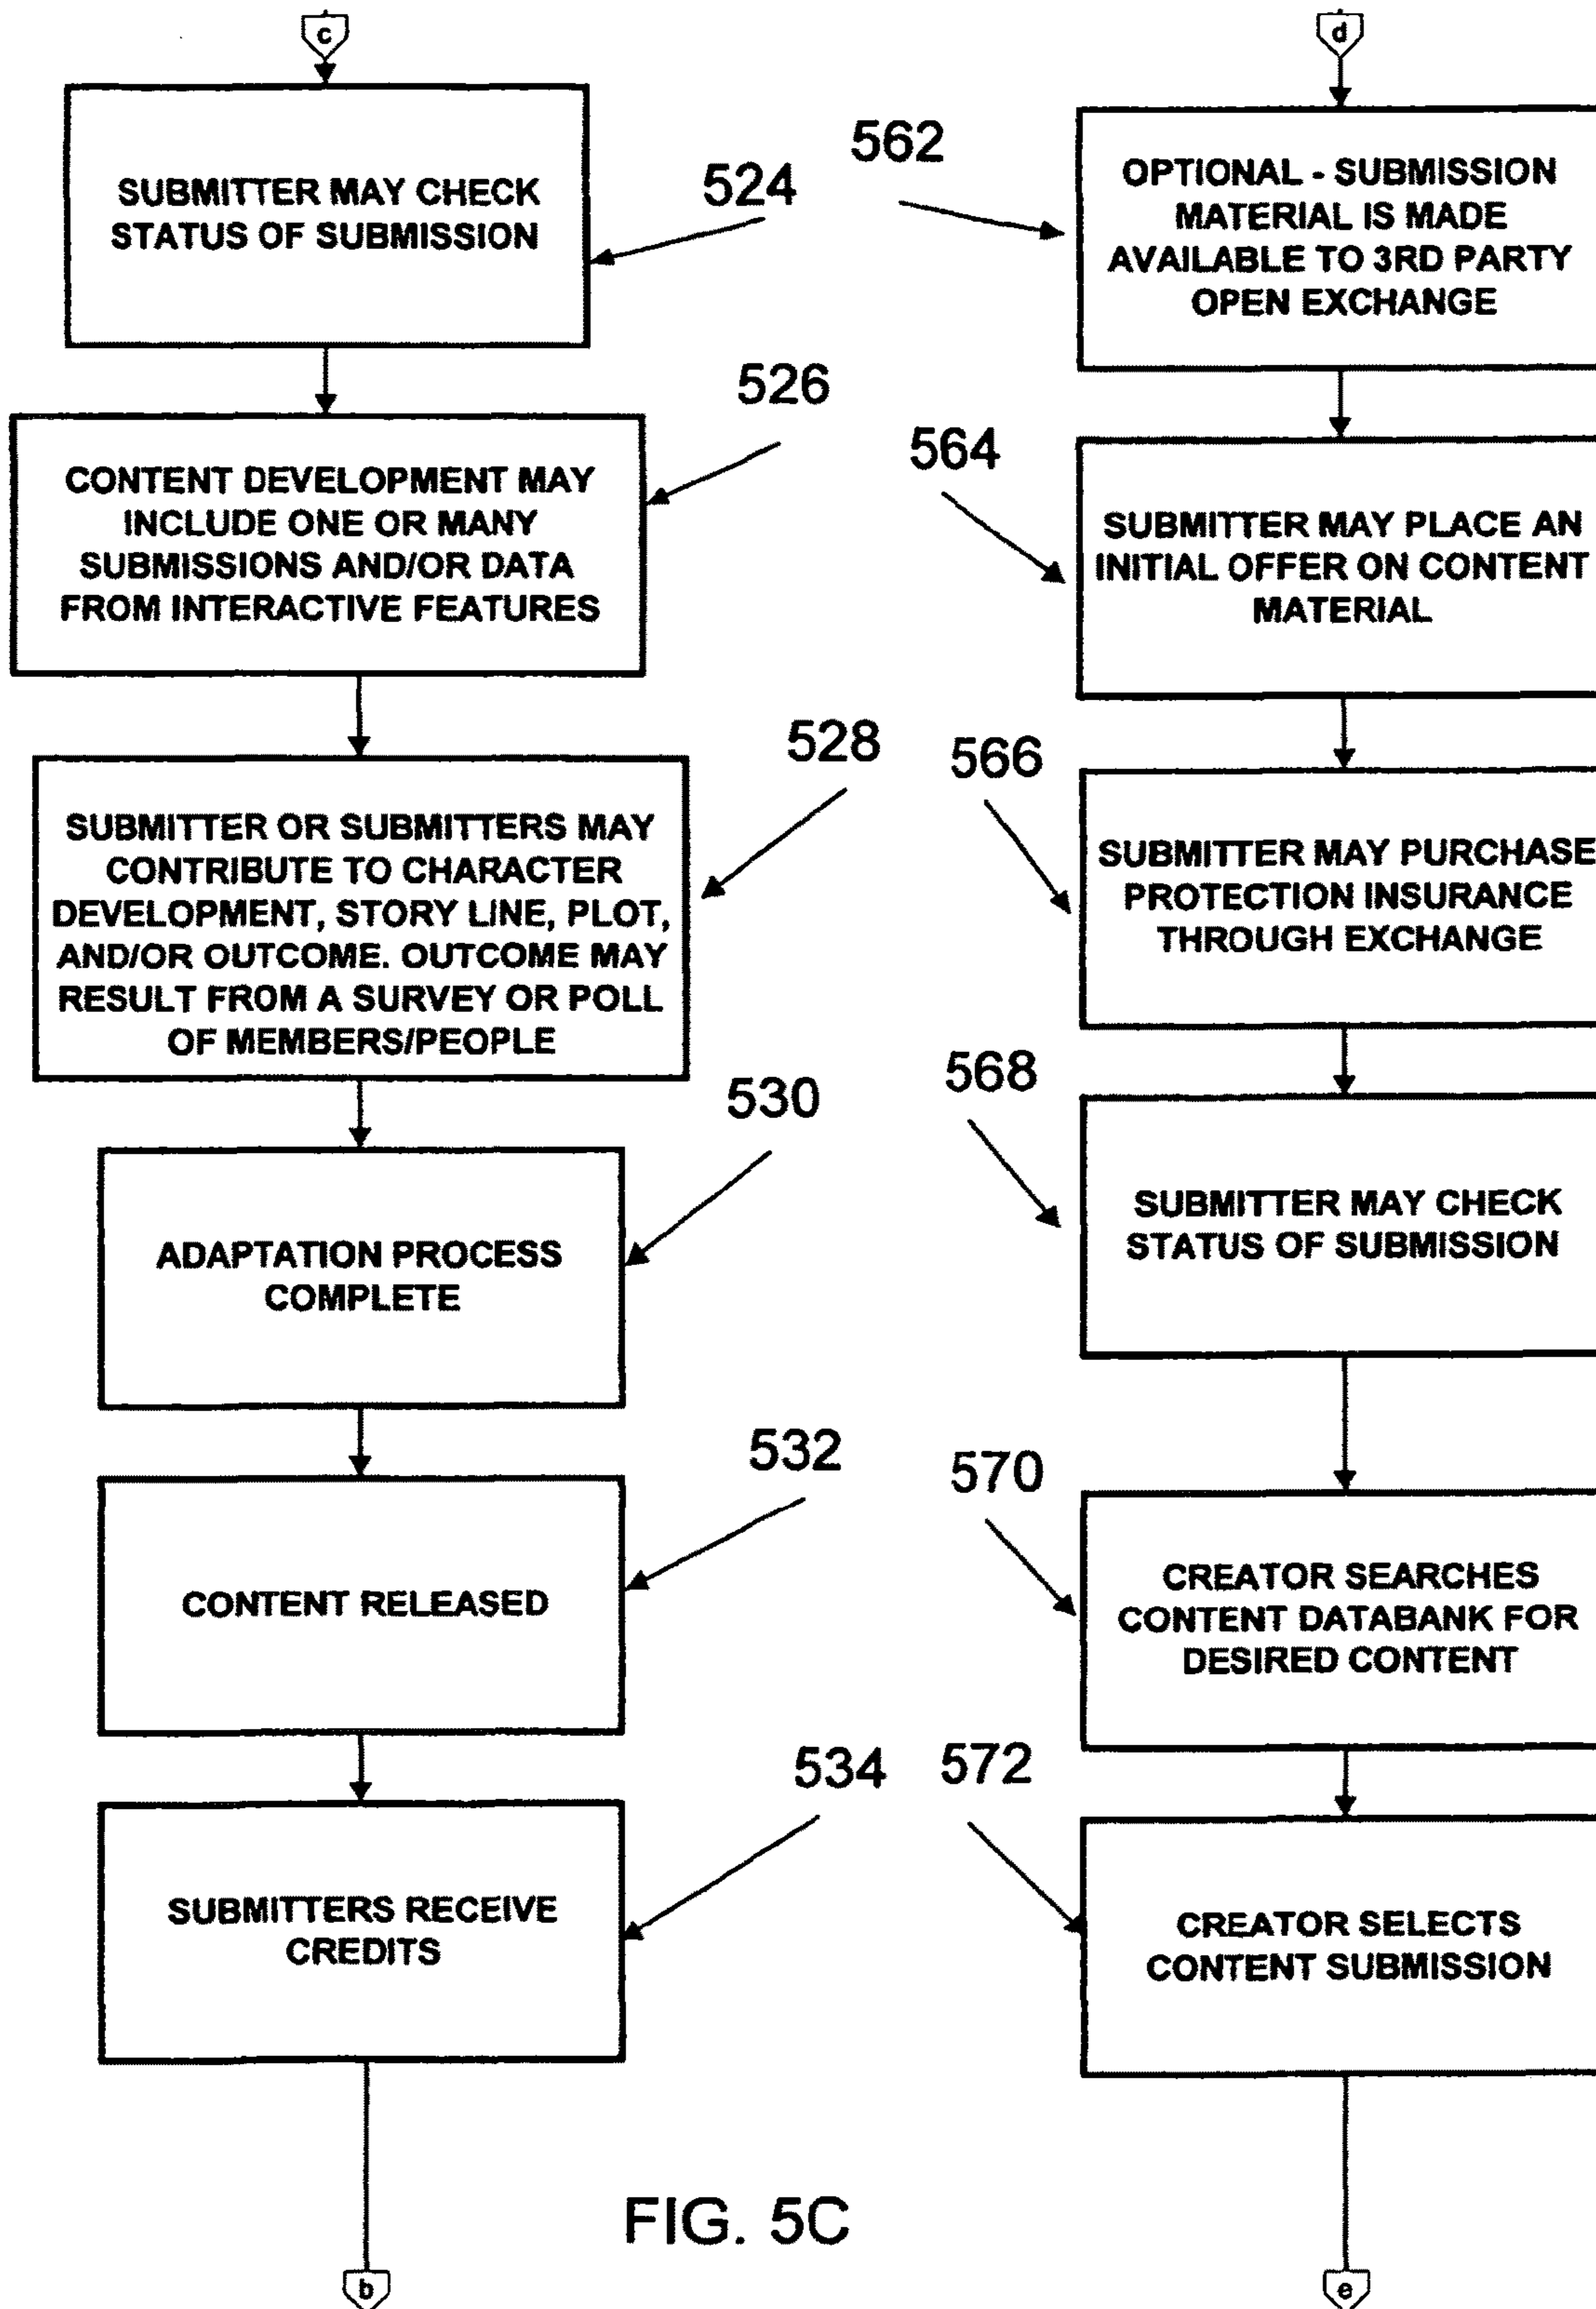 c
SUBMITTER MAY CHECK
STATUS OF SUBMISSION
524
CONTENT DEVELOPMENT MAY
INCLUDE ONE OR MANY
SUBMISSIONS AND/OR DATA
FROM INTERACTIVE FEATURES
526
SUBMITTER OR SUBMITTERS MAY
CONTRIBUTE TO CHARACTER
DEVELOPMENT, STORY LINE, PLOT,
AND/OR OUTCOME. OUTCOME MAY
RESULT FROM A SURVEY OR POLL
OF MEMBERS/PEOPLE
528
ADAPTATION PROCESS
COMPLETE
530
CONTENT RELEASED
532
SUBMITTERS RECEIVE
CREDITS
534
b
d
562
OPTIONAL - SUBMISSION
MATERIAL IS MADE
AVAILABLE TO 3RD PARTY
OPEN EXCHANGE
564
SUBMITTER MAY PLACE AN
INITIAL OFFER ON CONTENT
MATERIAL
566
SUBMITTER MAY PURCHASE
PROTECTION INSURANCE
THROUGH EXCHANGE
568
SUBMITTER MAY CHECK
STATUS OF SUBMISSION
570
CREATOR SEARCHES
CONTENT DATABANK FOR
DESIRED CONTENT
572
CREATOR SELECTS
CONTENT SUBMISSION
e
FIG. 5C